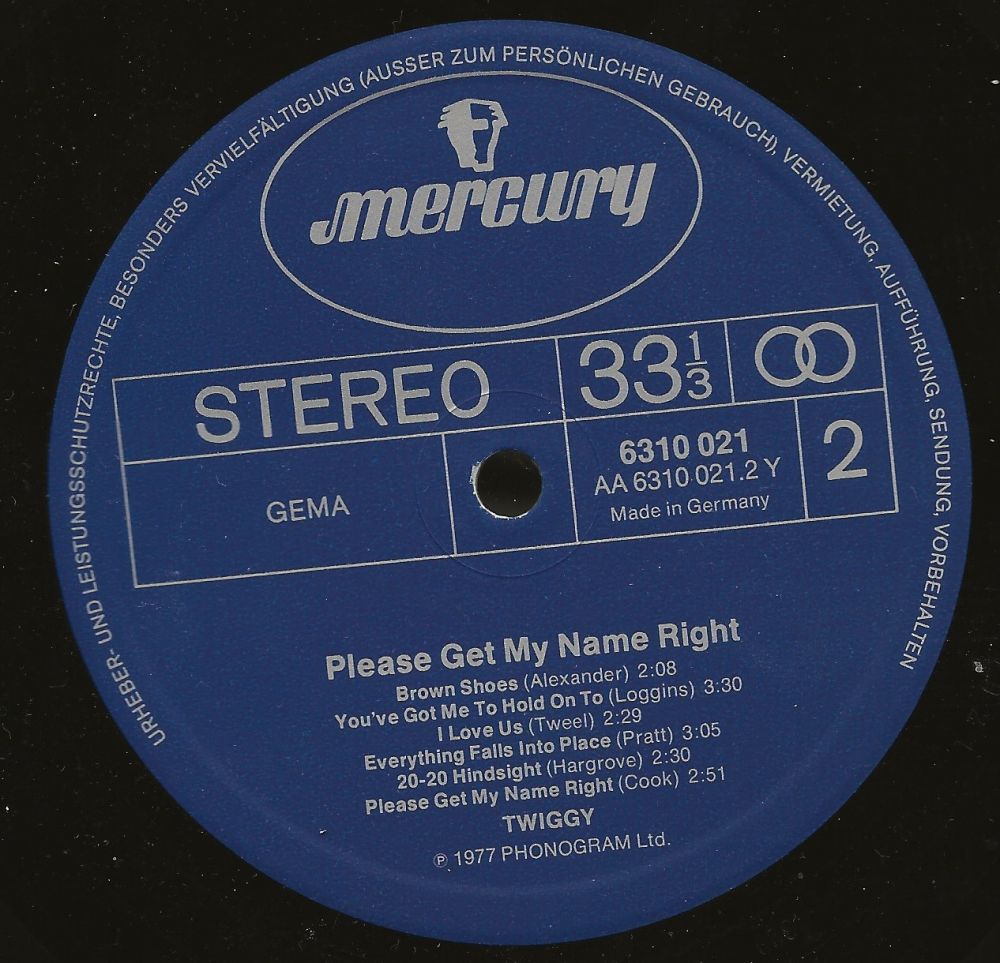 URHEBER- UND LEISTUNGSSCHUTZRECHTE, BESONDERS VERVIELFÄLTIGUNG (AUSSER ZUM PERSÖNLICHEN GEBRAUCH), VERMIETUNG, AUFFÜHRUNG, SENDUNG, VORBEHALTEN
mercury
STEREO
33 1/3
GEMA
6310 021
AA 6310 021.2 Y
Made in Germany
2
Please Get My Name Right
Brown Shoes (Alexander) 2:08
You've Got Me To Hold On To (Loggins) 3:30
I Love Us (Tweel) 2:29
Everything Falls Into Place (Pratt) 3:05
20-20 Hindsight (Hargrove) 2:30
Please Get My Name Right (Cook) 2:51
TWIGGY
℗ 1977 PHONOGRAM Ltd.